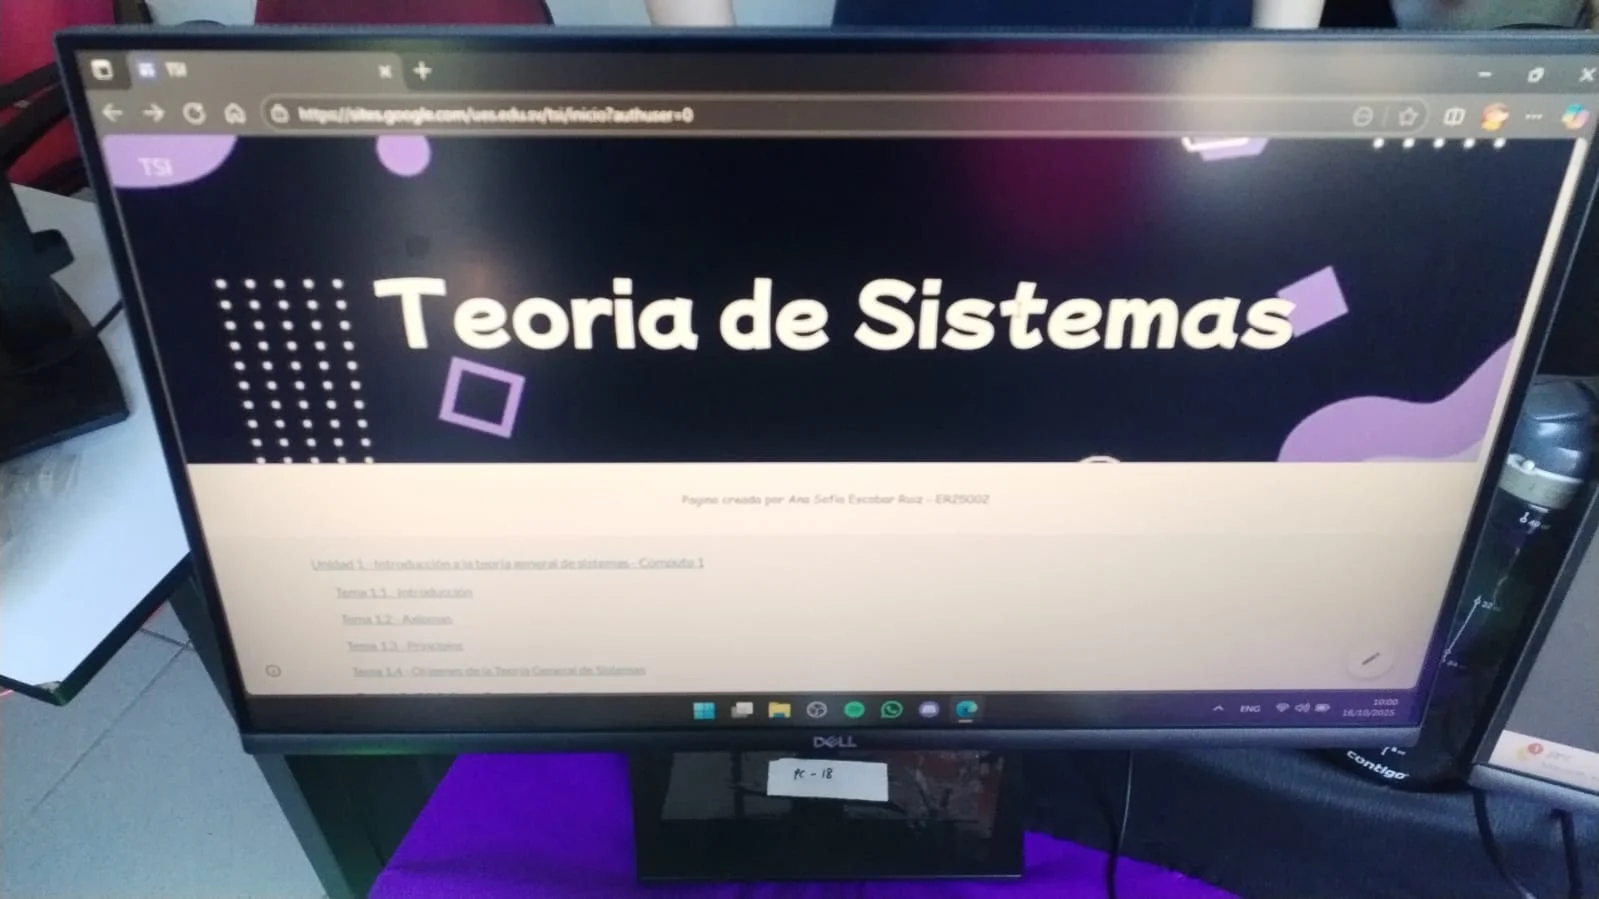 TSI
https://sites.google.com/ues.edu.sv/tsi/inicio?authuser=0
TSI
Teoria de Sistemas
Pagina creada por Ana Sofia Escobar Ruiz - ER25002
Unidad 1 - Introducción a la teoría general de sistemas - Computo 1
Tema 1.1 - Introducción
Tema 1.2 - Axiomas
Tema 1.3 - Principios
Tema 1.4 - Orígenes de la Teoría General de Sistemas
ENG
10:00
16/10/2025
DELL
PC - 18
contigo